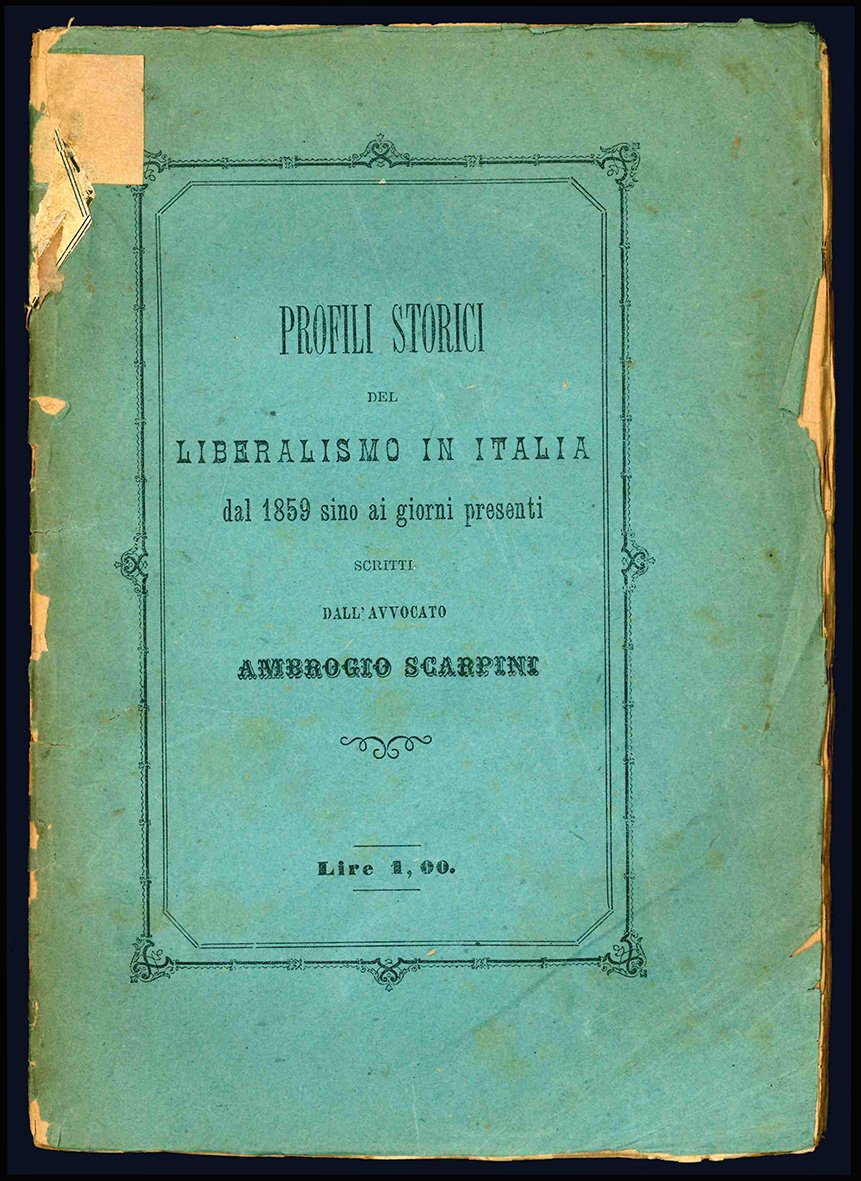 PROFILI STORICI
DEL
LIBERALISMO IN ITALIA
dal 1859 sino ai giorni presenti
SCRITTI
DALL'AVVOCATO
AMBROGIO SCARPINI
Lire 1, 00.